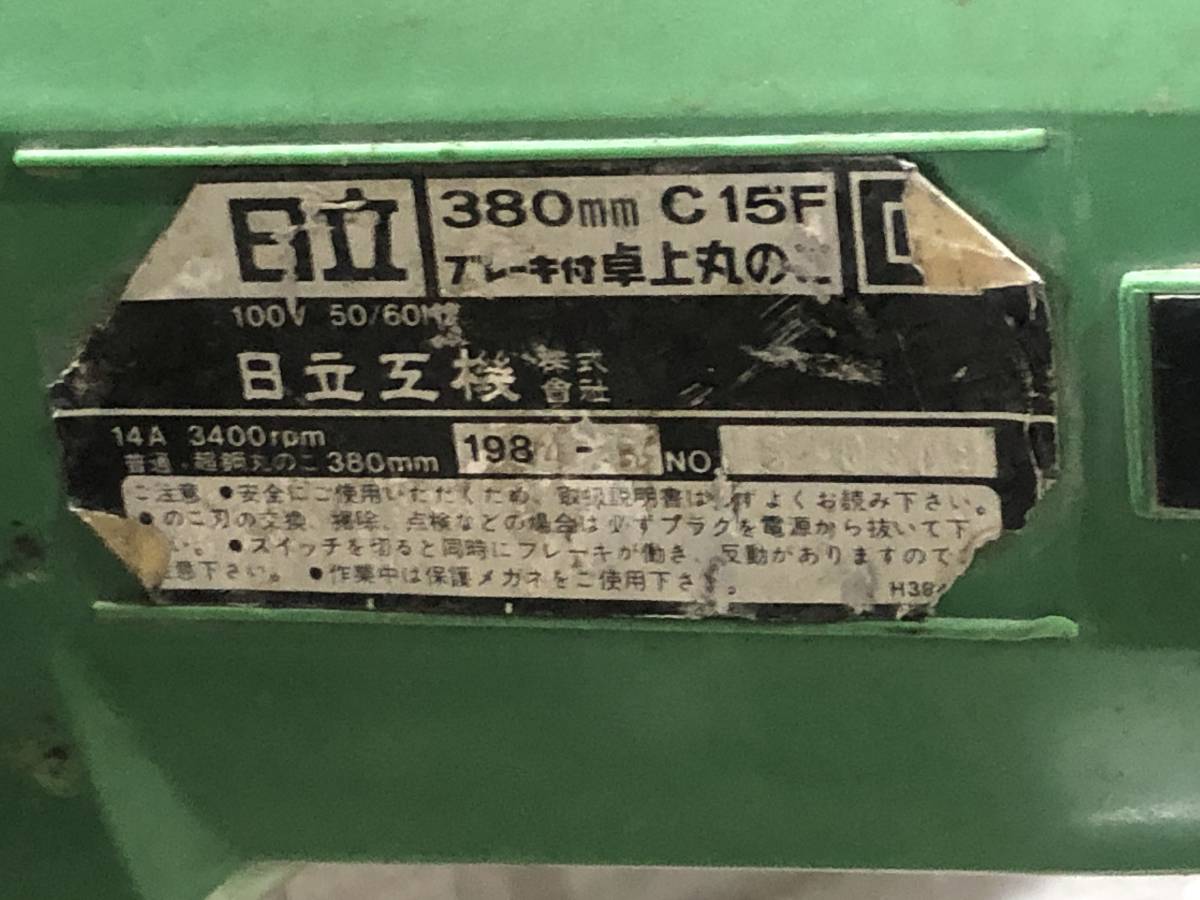 日立
380mm C15F
ブレーキ付 卓上丸の
100V 50/60Hz
日立工機 株式會社
14A 3400rpm
普通・超鋼丸のこ 380mm
198 - NO.
ご注意 ●安全にご使用いただくため、取扱説明書は必ずよくお読み下さい。
●のこ刃の交換、掃除、点検などの場合は必ずプラグを電源から抜いて下
い。●スイッチを切ると同時にブレーキが働き、反動がありますので
意下さい。●作業中は保護メガネをご使用下さ 。
H38